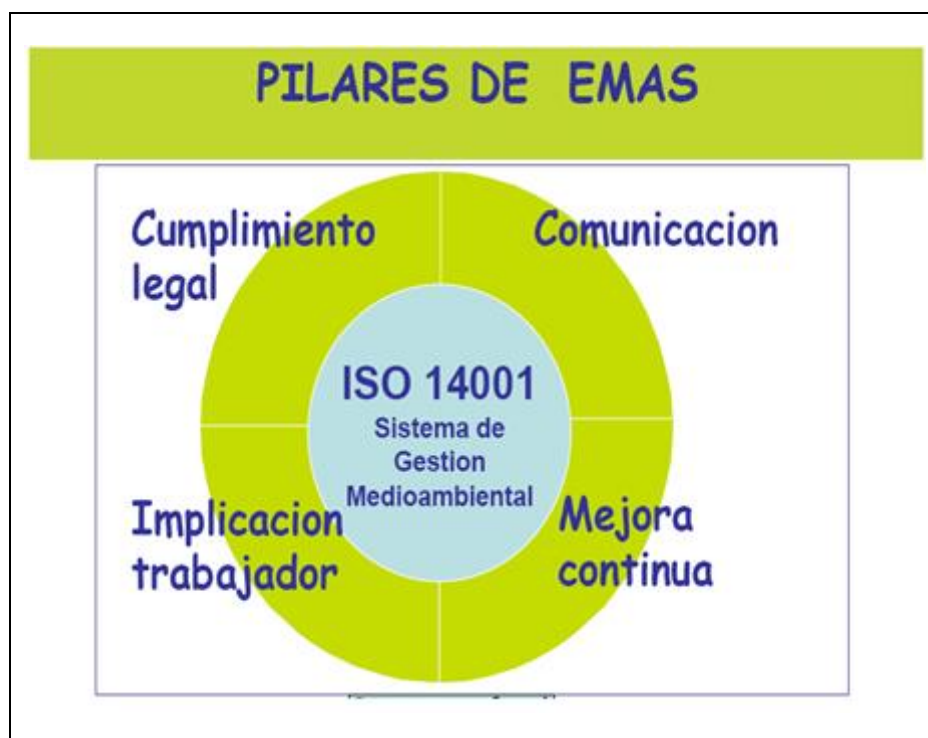 PILARES DE EMAS
Cumplimiento
legal
Comunicacion
ISO 14001
Sistema de
Gestion
Medioambiental
Implicacion
trabajador
Mejora
continua